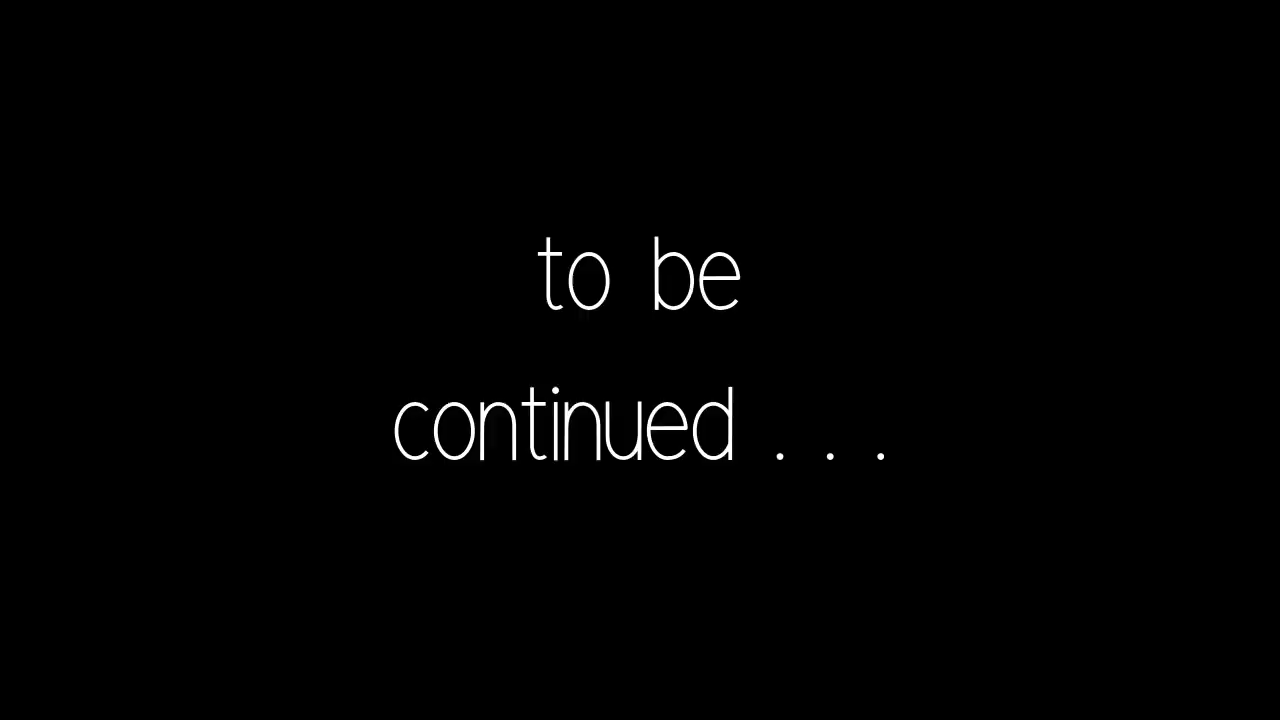 to be
continued . . .